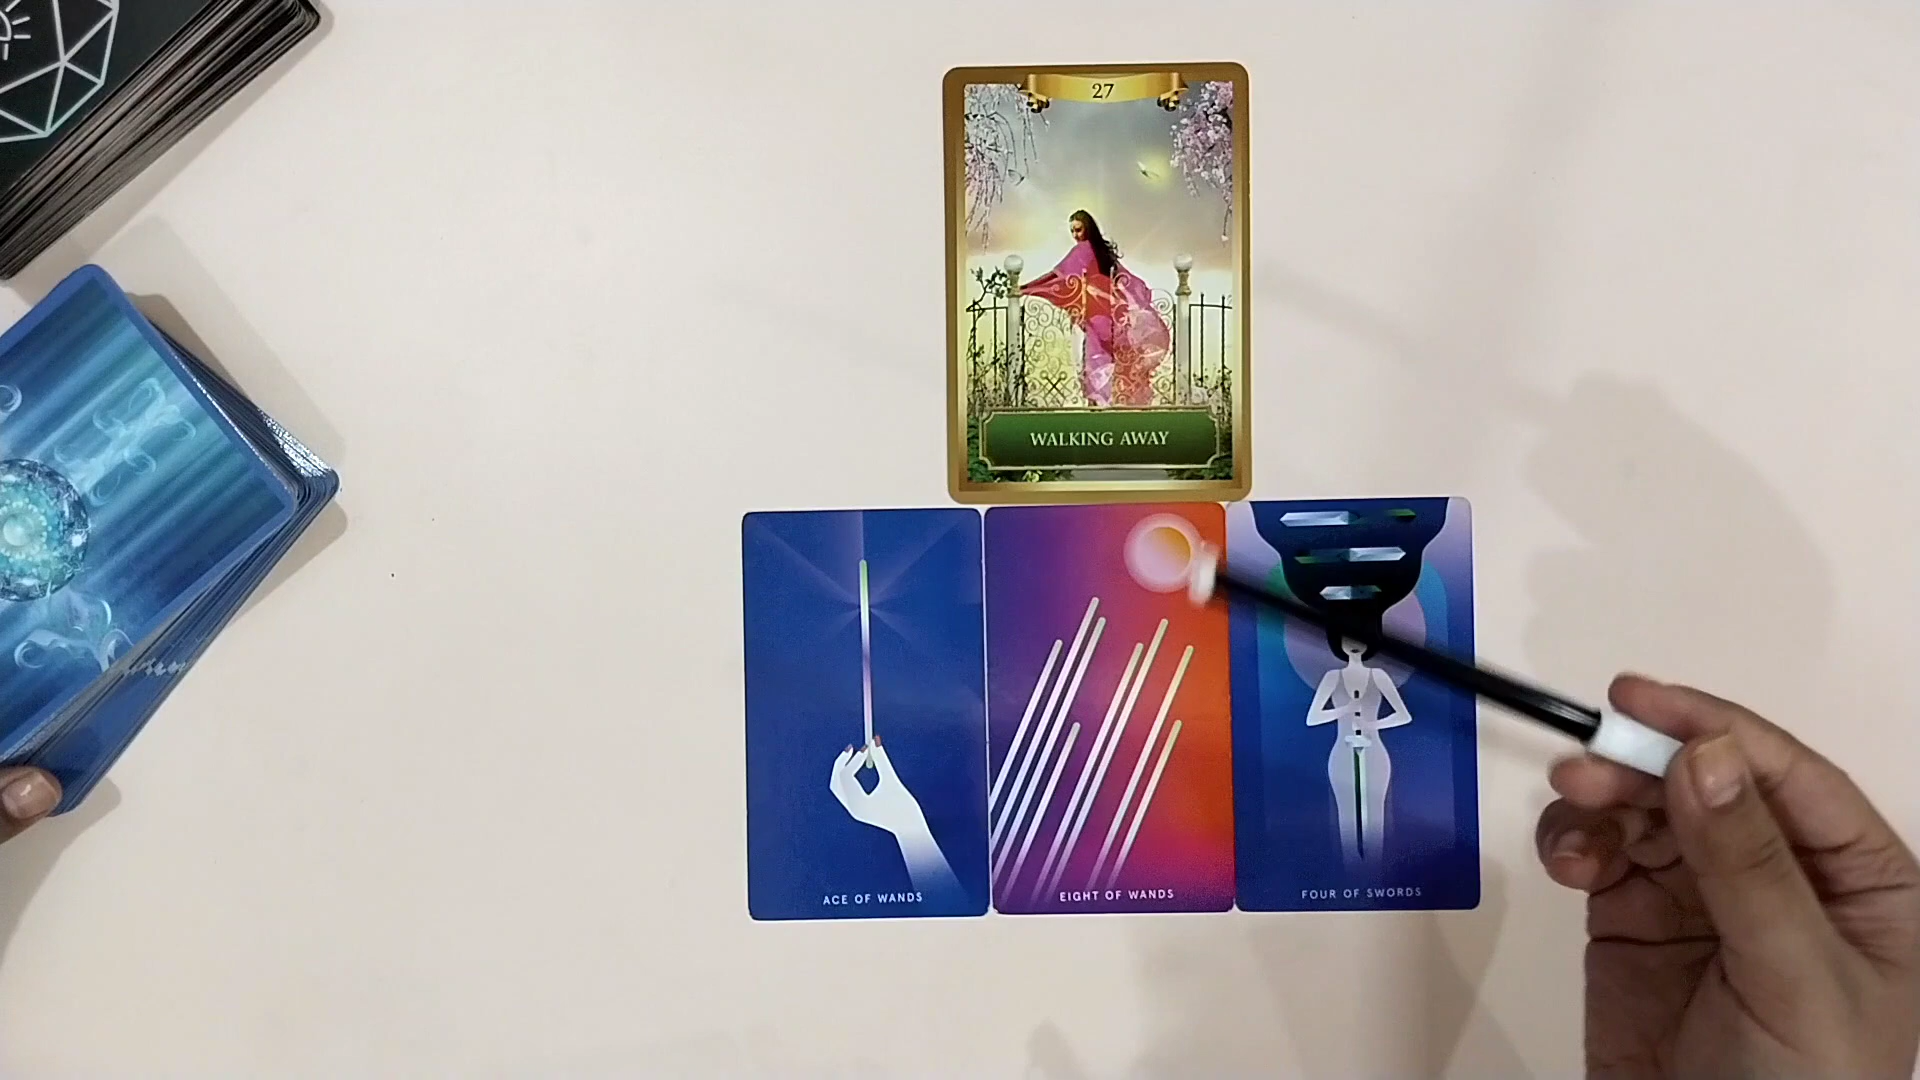 27
WALKING AWAY
ACE OF WANDS
EIGHT OF WANDS
FOUR OF SWORDS